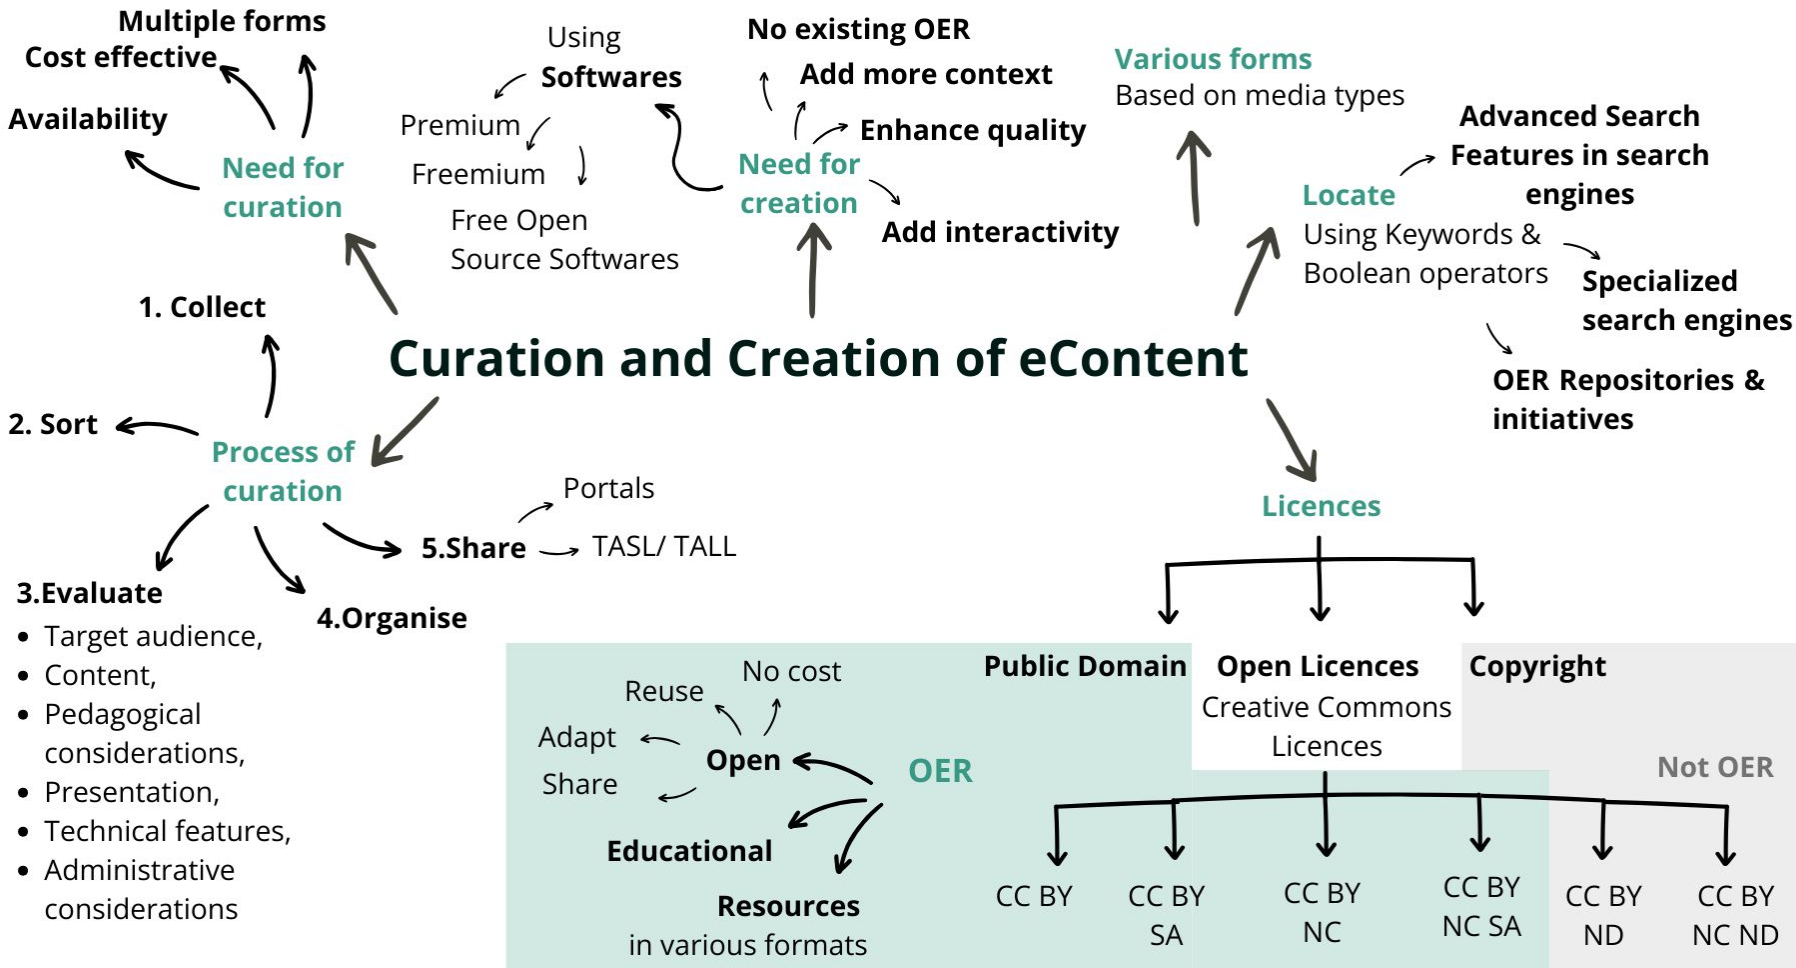 Multiple forms
Cost effective
Availability
Need for
curation
Using
Softwares
Premium
Freemium
Free Open
Source Softwares
No existing OER
Add more context
Enhance quality
Need for
creation
Add interactivity
Various forms
Based on media types
Advanced Search
Features in search
engines
Locate
Using Keywords &
Boolean operators
Specialized
search engines
OER Repositories &
initiatives
Curation and Creation of eContent
1. Collect
2. Sort
Process of
curation
3.Evaluate
• Target audience,
• Content,
• Pedagogical
considerations,
• Presentation,
• Technical features,
• Administrative
considerations
4.Organise
5.Share
Portals
TASL/ TALL
Licences
Public Domain
Open Licences
Creative Commons
Licences
Copyright
Not OER
No cost
Reuse
Adapt
Share
Open
OER
Educational
Resources
in various formats
CC BY
CC BY
SA
CC BY
NC
CC BY
NC SA
CC BY
ND
CC BY
NC ND